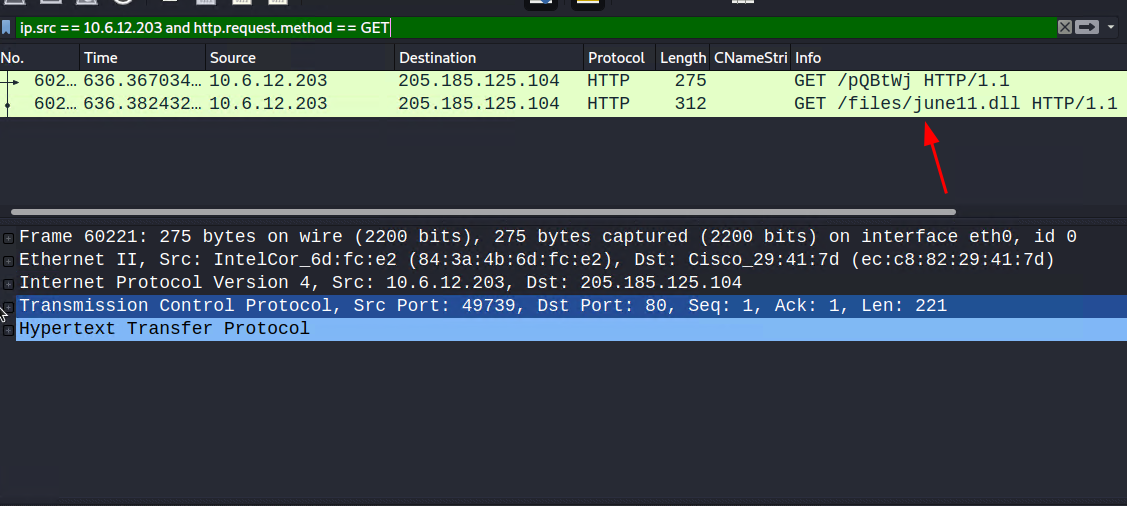 ip.src == 10.6.12.203 and http.request.method == GET
No. Time Source Destination Protocol Length CNameStri Info
602… 636.367034… 10.6.12.203 205.185.125.104 HTTP 275 GET /pQBtWj HTTP/1.1
602… 636.382432… 10.6.12.203 205.185.125.104 HTTP 312 GET /files/june11.dll HTTP/1.1
Frame 60221: 275 bytes on wire (2200 bits), 275 bytes captured (2200 bits) on interface eth0, id 0
Ethernet II, Src: IntelCor_6d:fc:e2 (84:3a:4b:6d:fc:e2), Dst: Cisco_29:41:7d (ec:c8:82:29:41:7d)
Internet Protocol Version 4, Src: 10.6.12.203, Dst: 205.185.125.104
Transmission Control Protocol, Src Port: 49739, Dst Port: 80, Seq: 1, Ack: 1, Len: 221
Hypertext Transfer Protocol